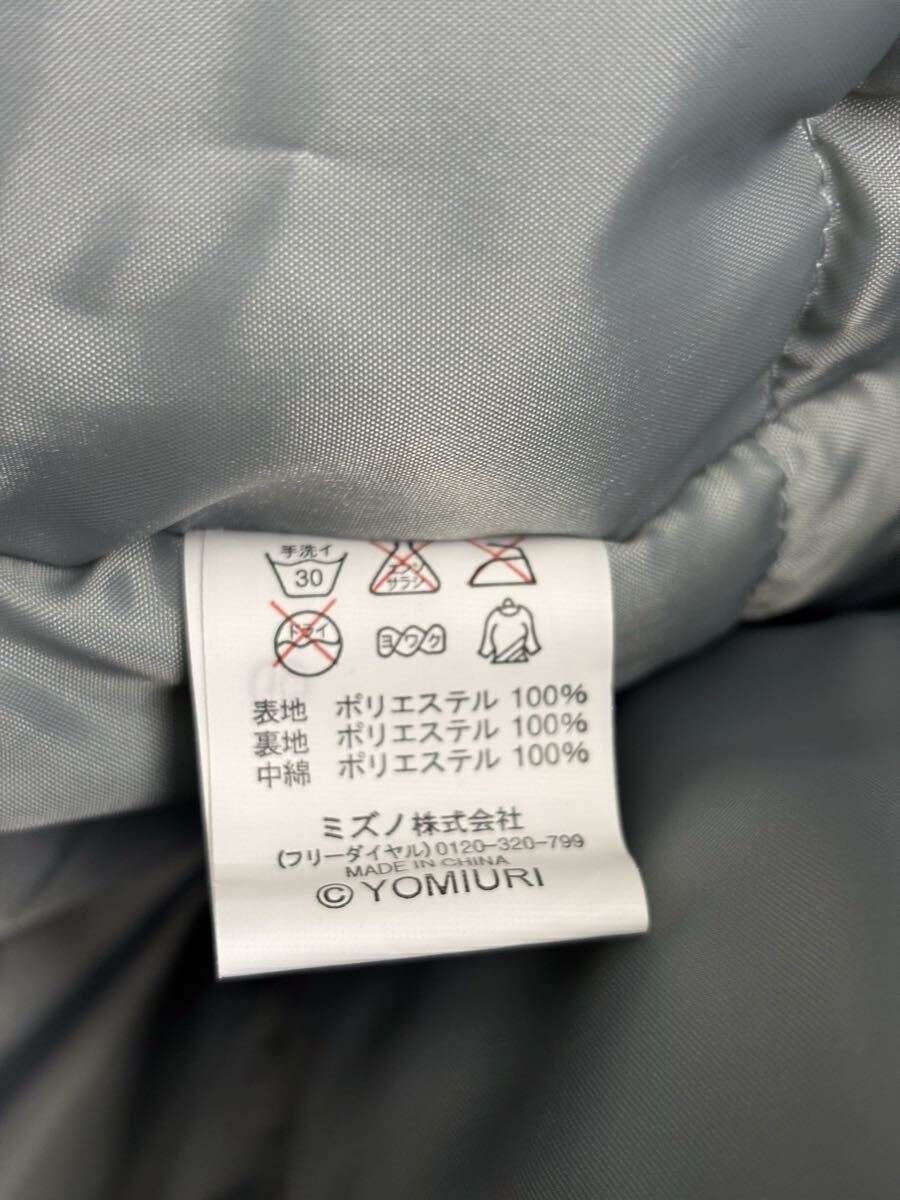 手洗イ
30
エンソ
サラシ
ドライ
ヨワク
表地 ポリエステル 100%
裏地 ポリエステル 100%
中綿 ポリエステル 100%
ミズノ株式会社
(フリーダイヤル)0120-320-799
MADE IN CHINA
©YOMIURI